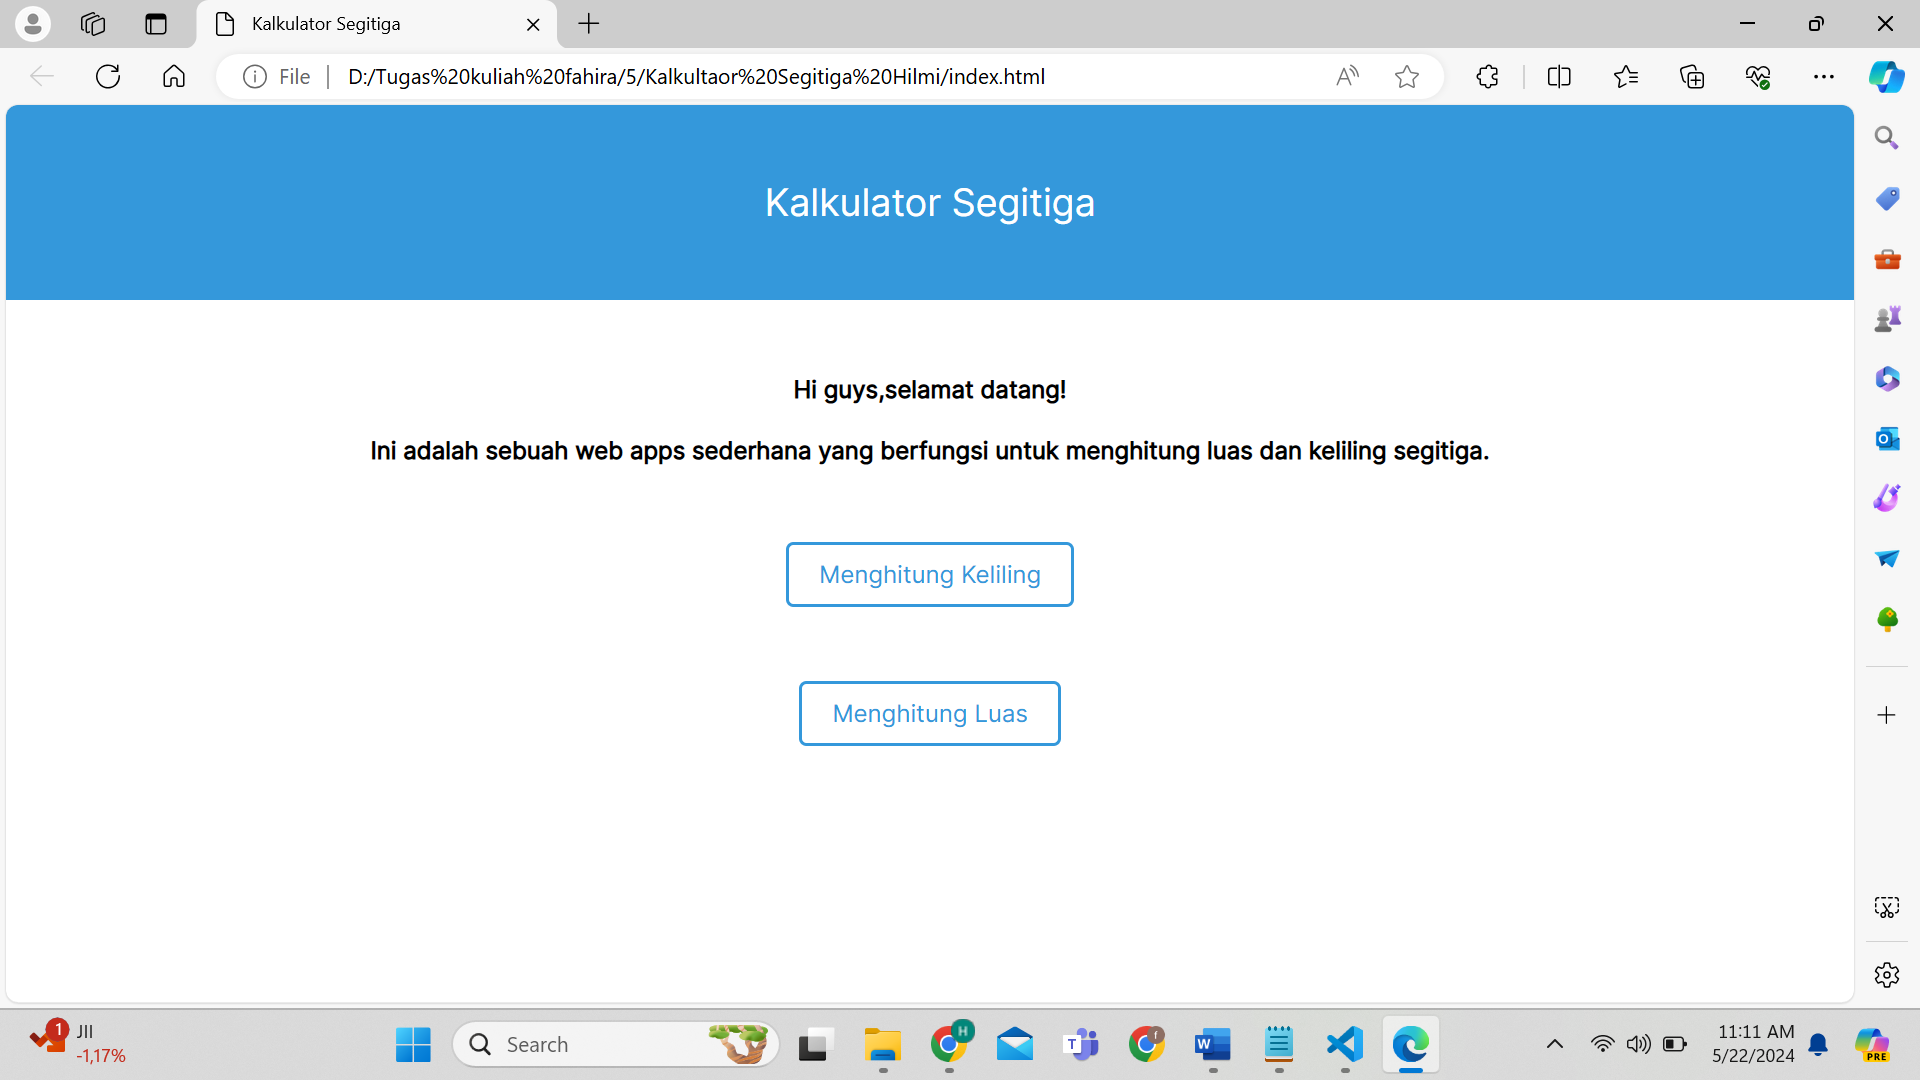 Kalkulator Segitiga
File
D:/Tugas%20kuliah%20fahira/5/Kalkultaor%20Segitiga%20Hilmi/index.html
Kalkulator Segitiga
Hi guys,selamat datang!
Ini adalah sebuah web apps sederhana yang berfungsi untuk menghitung luas dan keliling segitiga.
Menghitung Keliling
Menghitung Luas
1
JII
-1,17%
Search
H
f
11:11 AM
5/22/2024
PRE